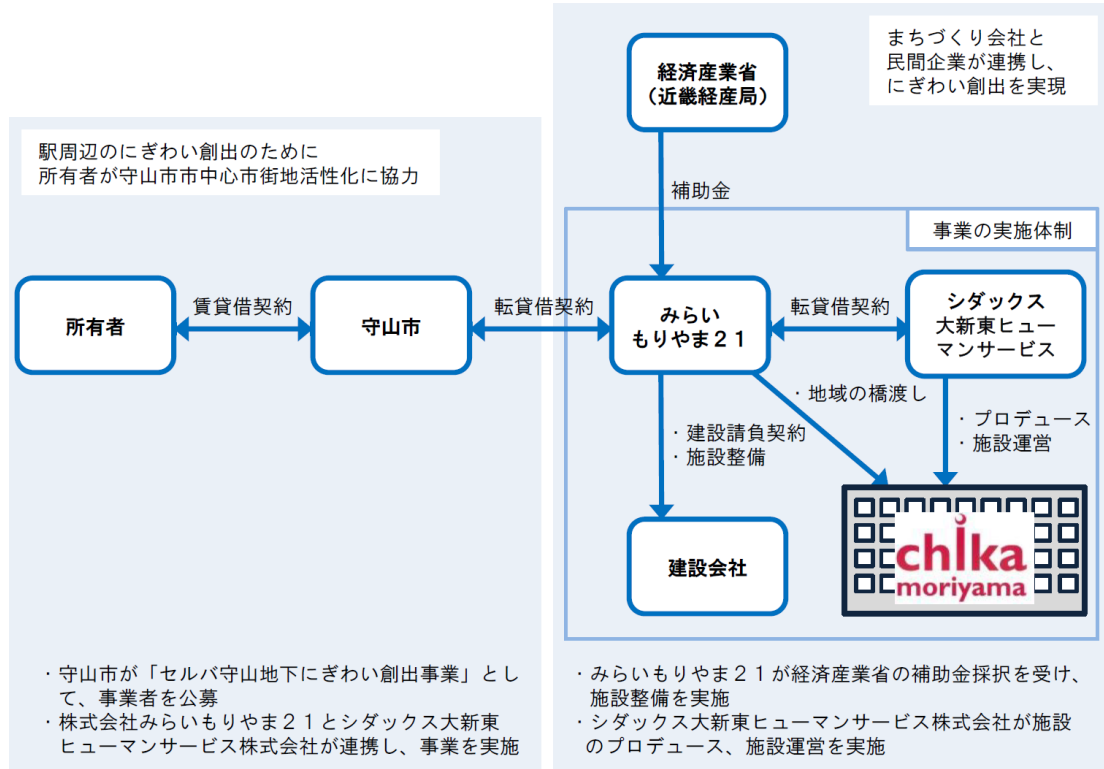 まちづくり会社と
民間企業が連携し、
にぎわい創出を実現
経済産業省
（近畿経産局）
駅周辺のにぎわい創出のために
所有者が守山市市中心市街地活性化に協力
補助金
事業の実施体制
所有者
賃貸借契約
守山市
転貸借契約
みらい
もりやま２１
転貸借契約
シダックス
大新東ヒュー
マンサービス
・地域の橋渡し
・建設請負契約
・施設整備
・プロデュース
・施設運営
建設会社
chika
moriyama
・守山市が「セルバ守山地下にぎわい創出事業」とし
て、事業者を公募
・株式会社みらいもりやま２１とシダックス大新東
ヒューマンサービス株式会社が連携し、事業を実施
・みらいもりやま２１が経済産業省の補助金採択を受け、
施設整備を実施
・シダックス大新東ヒューマンサービス株式会社が施設
のプロデュース、施設運営を実施